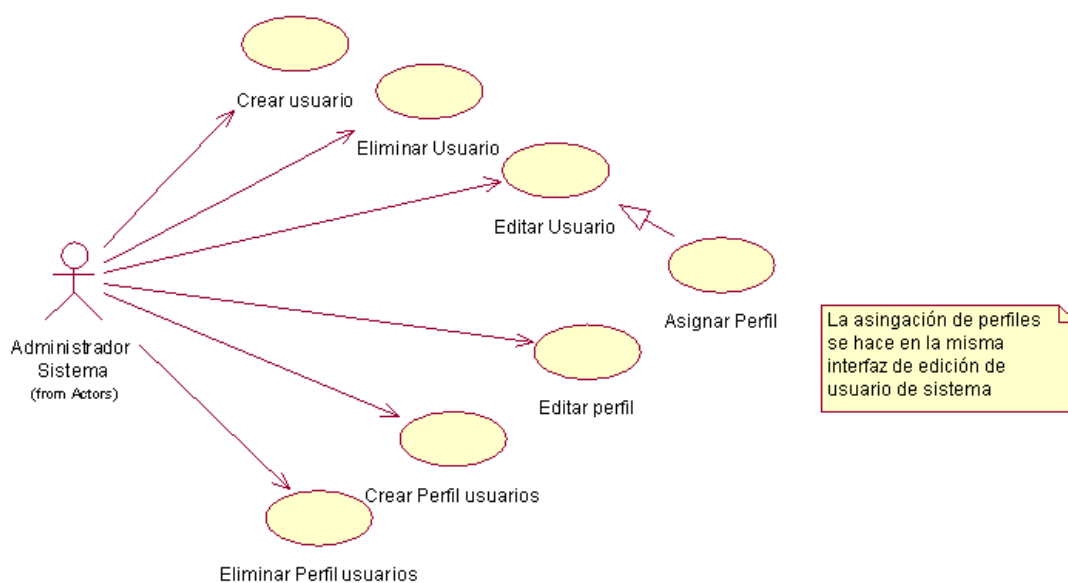 Crear usuario
Eliminar Usuario
Editar Usuario
Asignar Perfil
La asingación de perfiles
se hace en la misma
interfaz de edición de
usuario de sistema
Administrador
Sistema
(from Actors)
Editar perfil
Crear Perfil usuarios
Eliminar Perfil usuarios